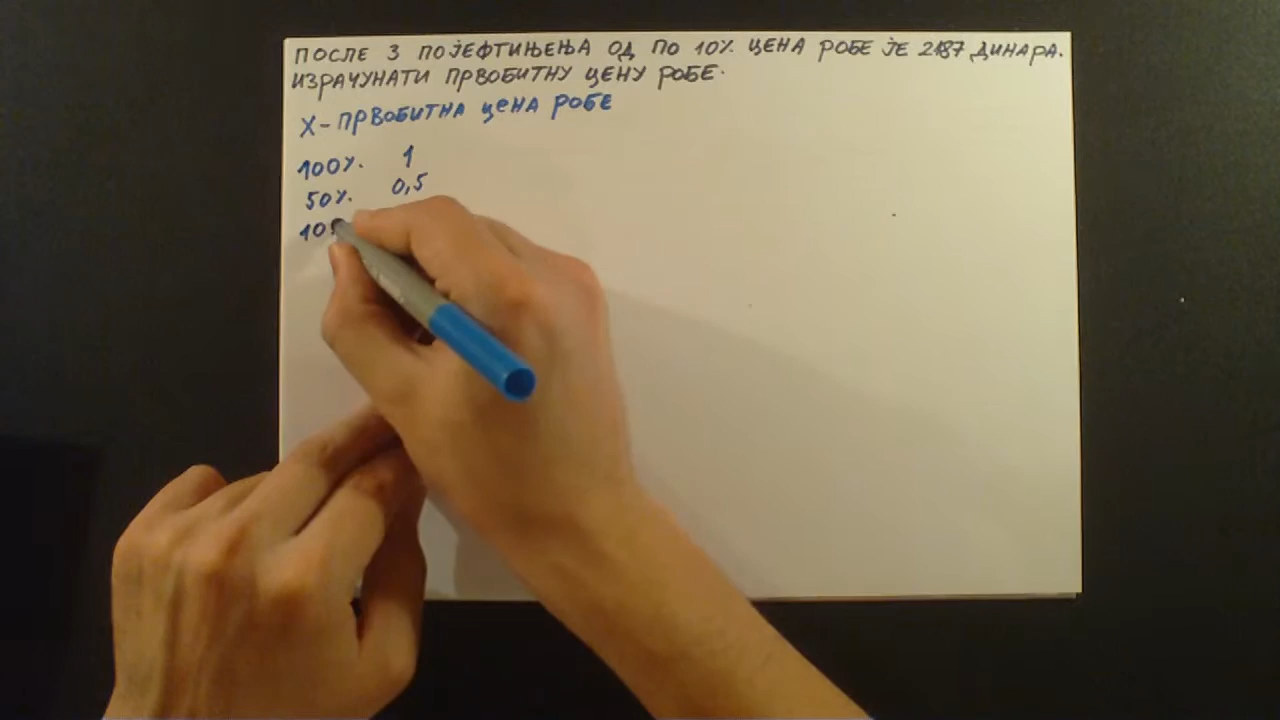 ПОСЛЕ 3 ПОЈЕФТИЊЕЊА ОД ПО 10% ЦЕНА РОБЕ ЈЕ 2187 ДИНАРА.
ИЗРАЧУНАТИ ПРВОБИТНУ ЦЕНУ РОБЕ.
X - ПРВОБИТНА ЦЕНА РОБЕ
100% 1
50% 0,5
10